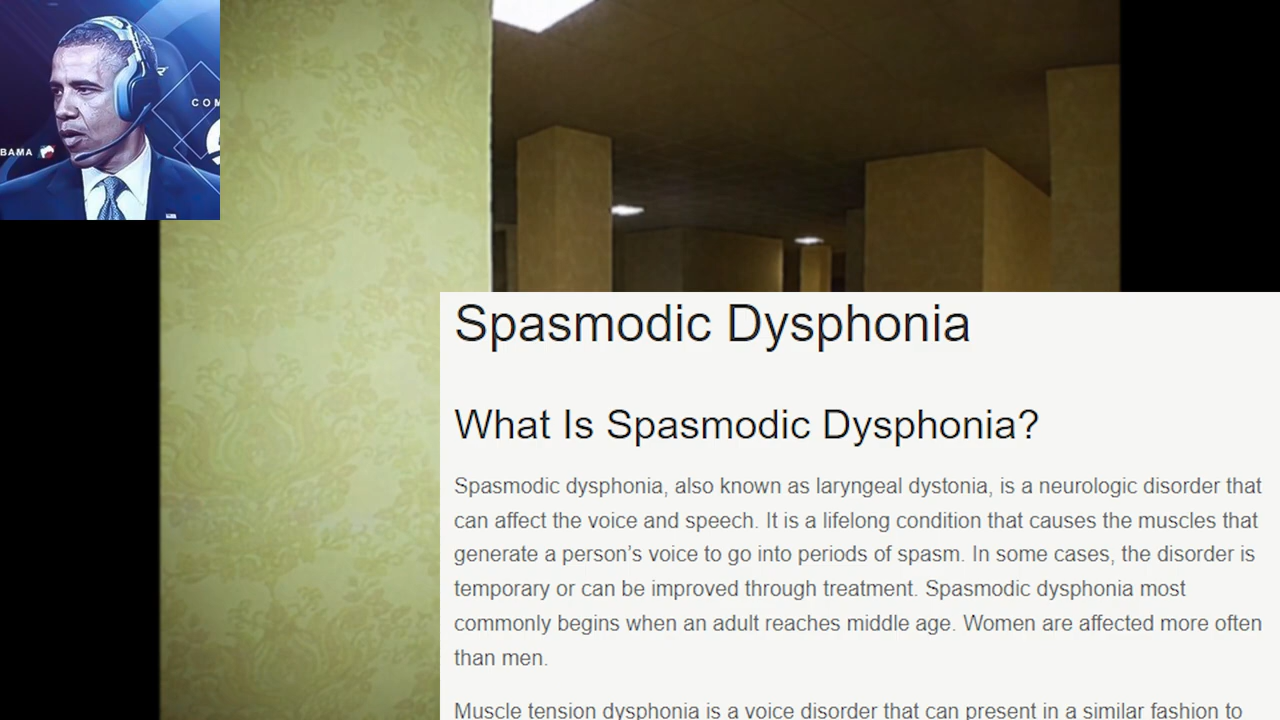 COM
BAMA
Spasmodic Dysphonia
What Is Spasmodic Dysphonia?
Spasmodic dysphonia, also known as laryngeal dystonia, is a neurologic disorder that
can affect the voice and speech. It is a lifelong condition that causes the muscles that
generate a person’s voice to go into periods of spasm. In some cases, the disorder is
temporary or can be improved through treatment. Spasmodic dysphonia most
commonly begins when an adult reaches middle age. Women are affected more often
than men.
Muscle tension dysphonia is a voice disorder that can present in a similar fashion to